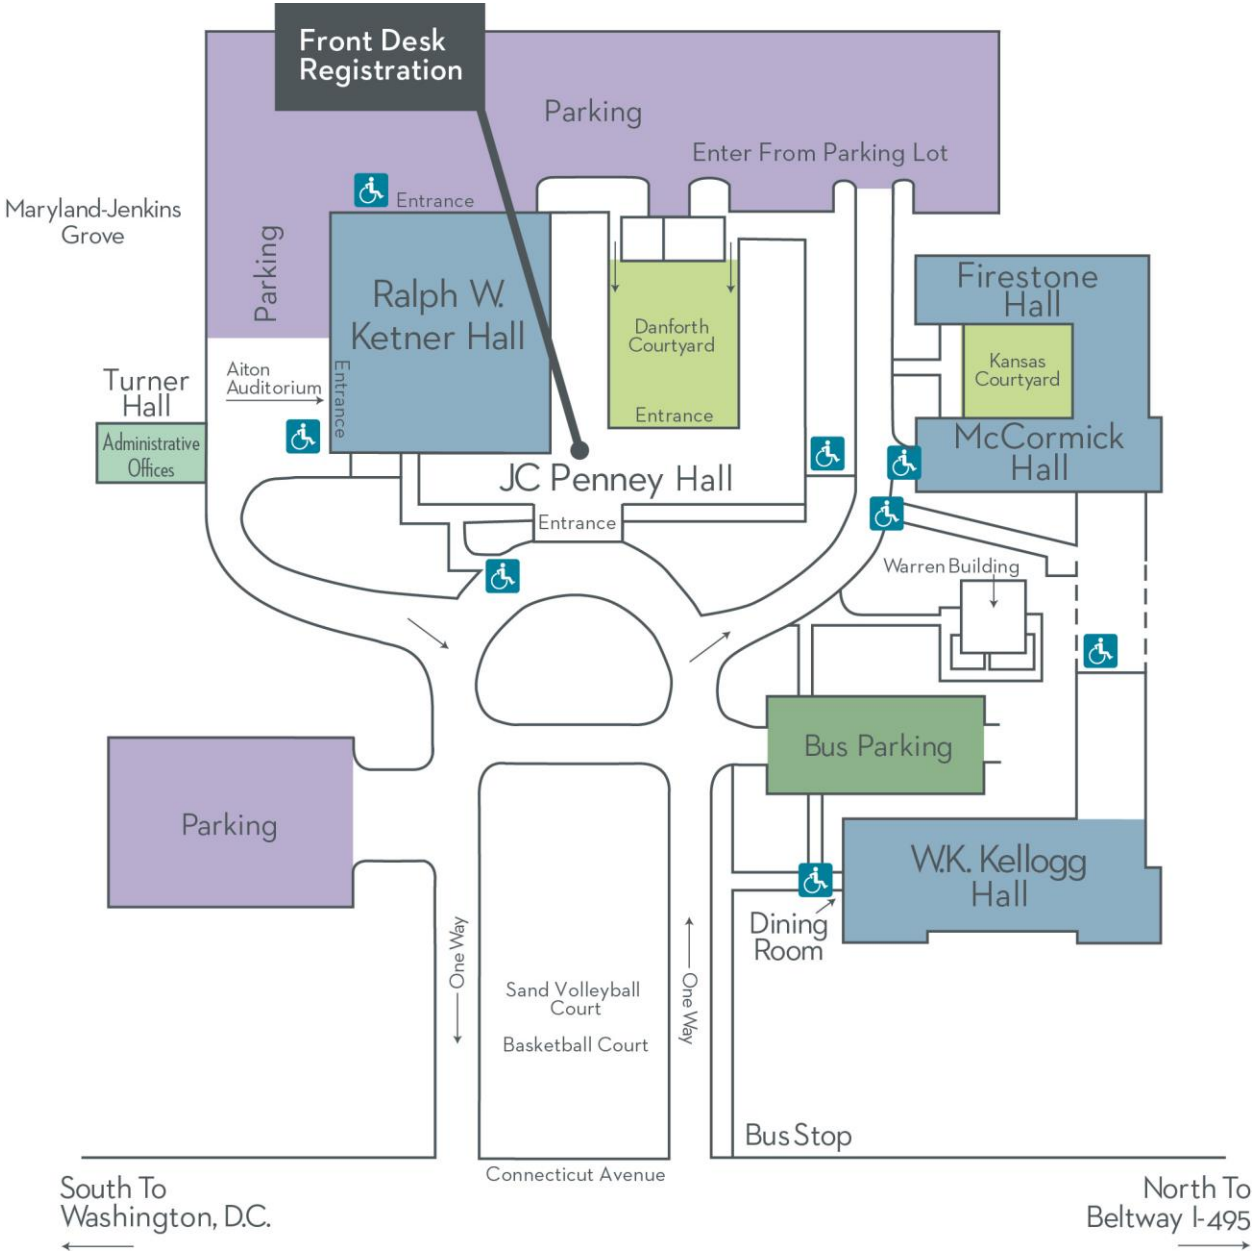 Front Desk
Registration
Parking
Enter From Parking Lot
Entrance
Maryland-Jenkins
Grove
Parking
Ralph W.
Ketner Hall
Danforth
Courtyard
Entrance
Firestone
Hall
Kansas
Courtyard
Aiton
Auditorium
Entrance
Turner
Hall
Administrative
Offices
McCormick
Hall
JC Penney Hall
Entrance
Warren Building
Bus Parking
Parking
W.K. Kellogg
Hall
Dining
Room
One Way
One Way
Sand Volleyball
Court
Basketball Court
Bus Stop
Connecticut Avenue
South To
Washington, D.C.
North To
Beltway I-495